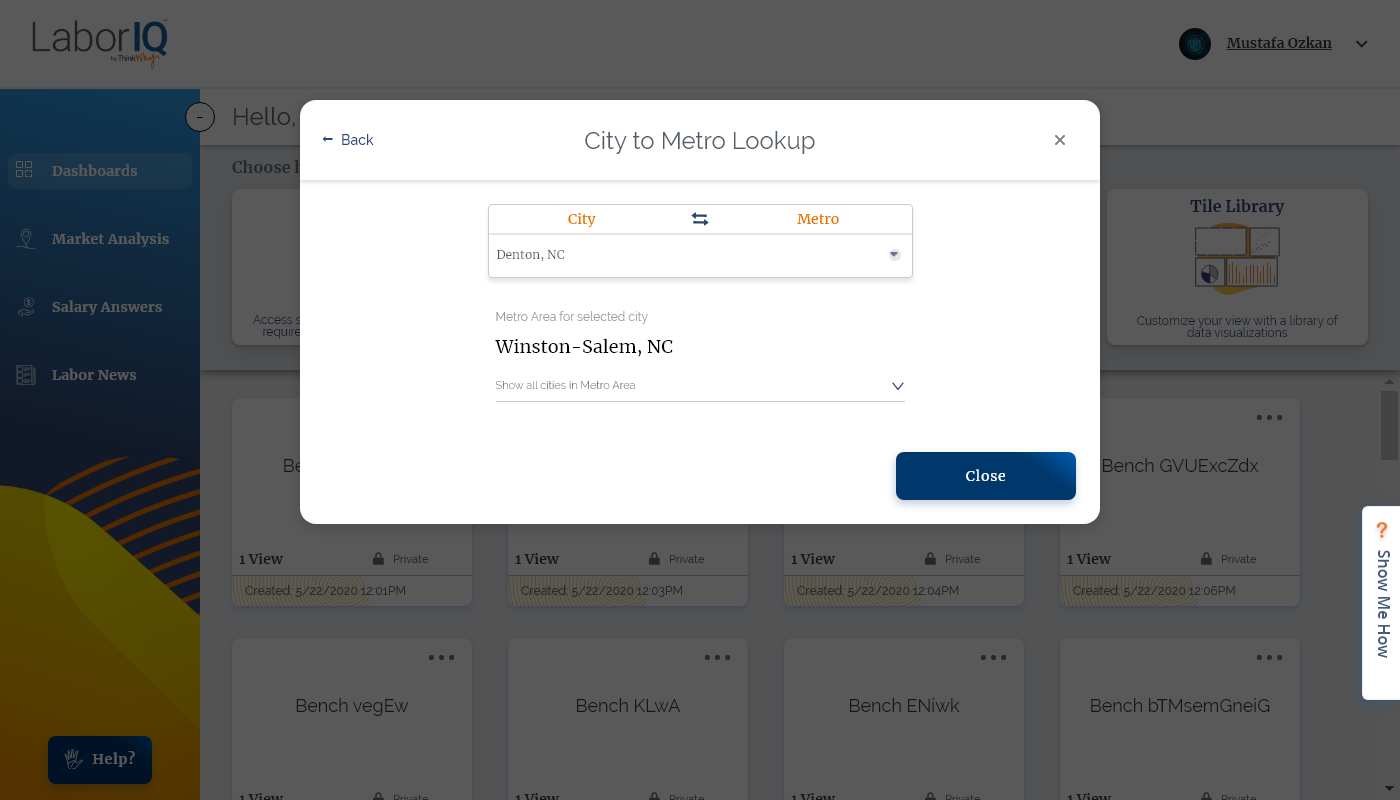 LaborIQ
by ThinkWhy
Mustafa Ozkan
-
Hello,
← Back
City to Metro Lookup
×
Dashboards
Market Analysis
Salary Answers
Labor News
Choose h
Access s
require
Tile Library
Customize your view with a library of
data visualizations
City
Metro
Denton, NC
Metro Area for selected city
Winston-Salem, NC
Show all cities in Metro Area
Close
Be
Bench GVUExcZdx
1 View
Private
1 View
Private
1 View
Private
1 View
Private
Created: 5/22/2020 12:01PM
Created: 5/22/2020 12:03PM
Created: 5/22/2020 12:04PM
Created: 5/22/2020 12:06PM
? Show Me How
Bench vegEw
Bench KLwA
Bench ENiwk
Bench bTMsemGneiG
Help?
1 View
Private
1 View
Private
1 View
Private
1 View
Private